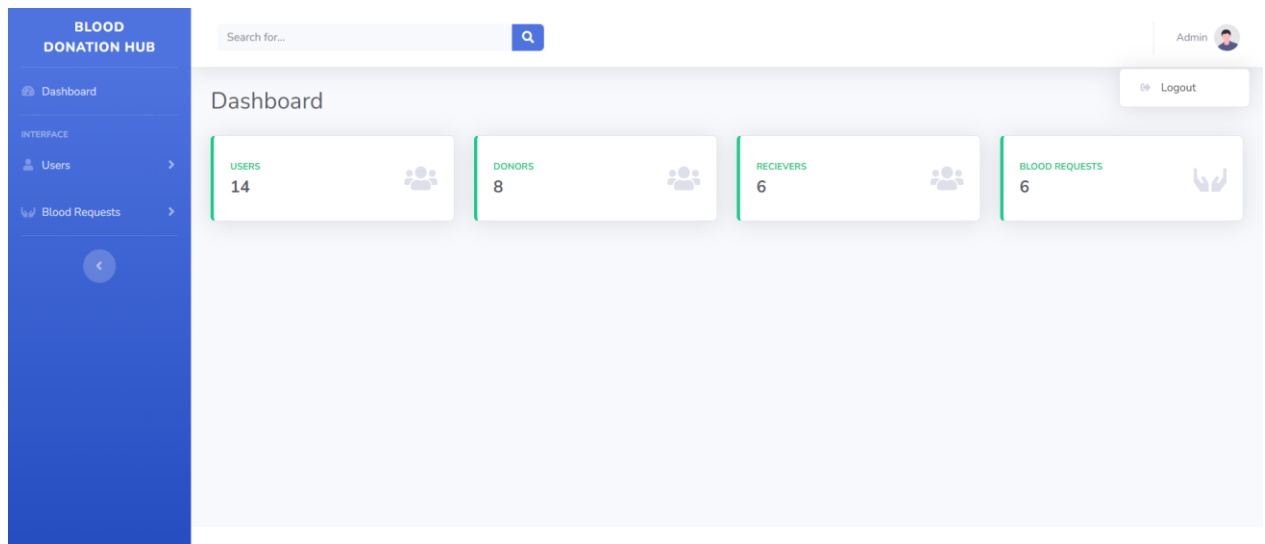 BLOOD
DONATION HUB
Search for...
Admin
Dashboard
Logout
Dashboard
INTERFACE
Users
Blood Requests
USERS
14
DONORS
8
RECIEVERS
6
BLOOD REQUESTS
6